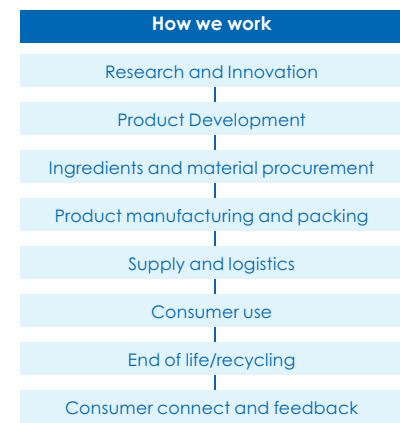 How we work
Research and Innovation
Product Development
Ingredients and material procurement
Product manufacturing and packing
Supply and logistics
Consumer use
End of life/recycling
Consumer connect and feedback